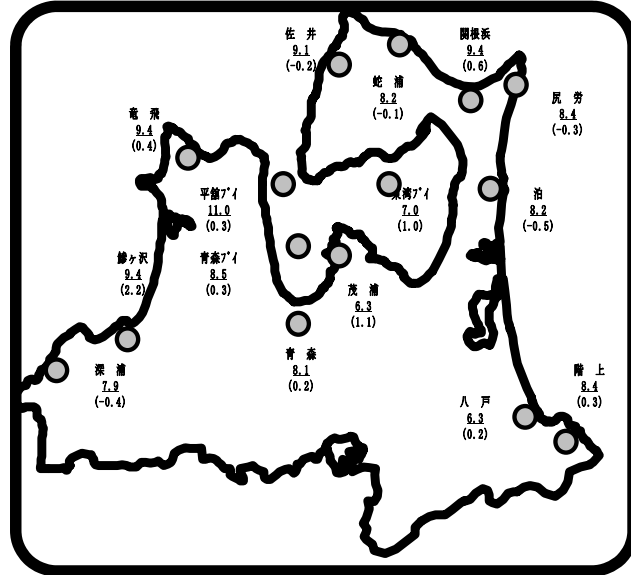 佐 井
9.1
(-0.2)
関根浜
9.4
(0.6)
蛇 浦
8.2
(-0.1)
尻 労
8.4
(-0.3)
竜 飛
9.4
(0.4)
平舘ﾌﾞｲ
11.0
(0.3)
東湾ﾌﾞｲ
7.0
(1.0)
泊
8.2
(-0.5)
鰺ヶ沢
9.4
(2.2)
青森ﾌﾞｲ
8.5
(0.3)
茂 浦
6.3
(1.1)
青 森
8.1
(0.2)
深 浦
7.9
(-0.4)
階 上
8.4
(0.3)
八 戸
6.3
(0.2)